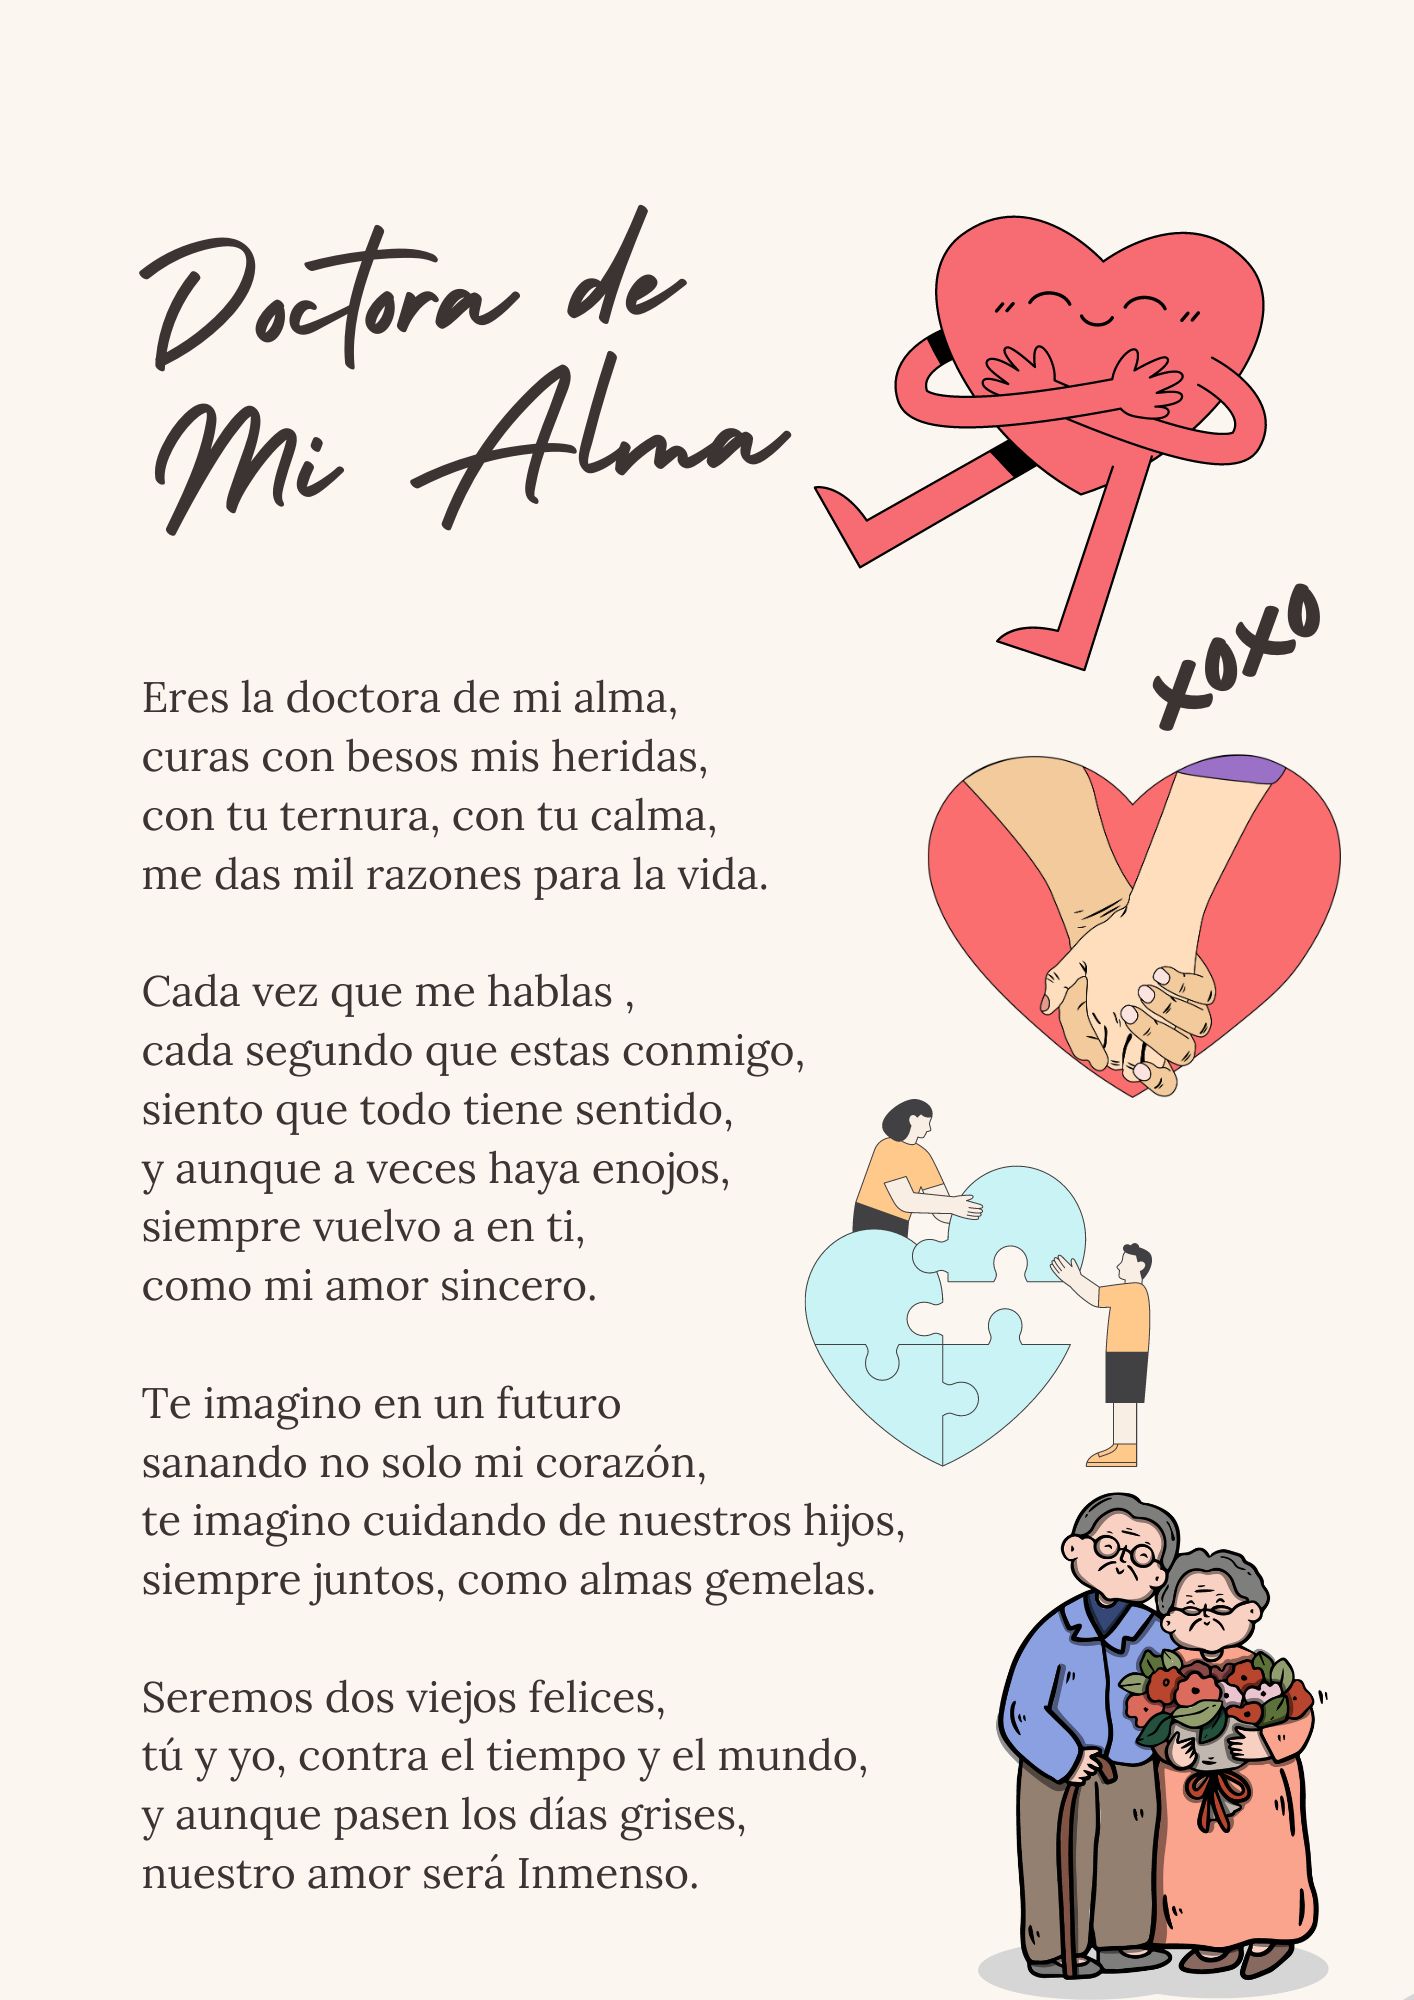 Doctora de
Mi Alma
xoxo
Eres la doctora de mi alma,
curas con besos mis heridas,
con tu ternura, con tu calma,
me das mil razones para la vida.
Cada vez que me hablas ,
cada segundo que estas conmigo,
siento que todo tiene sentido,
y aunque a veces haya enojos,
siempre vuelvo a en ti,
como mi amor sincero.
Te imagino en un futuro
sanando no solo mi corazón,
te imagino cuidando de nuestros hijos,
siempre juntos, como almas gemelas.
Seremos dos viejos felices,
tú y yo, contra el tiempo y el mundo,
y aunque pasen los días grises,
nuestro amor será Inmenso.